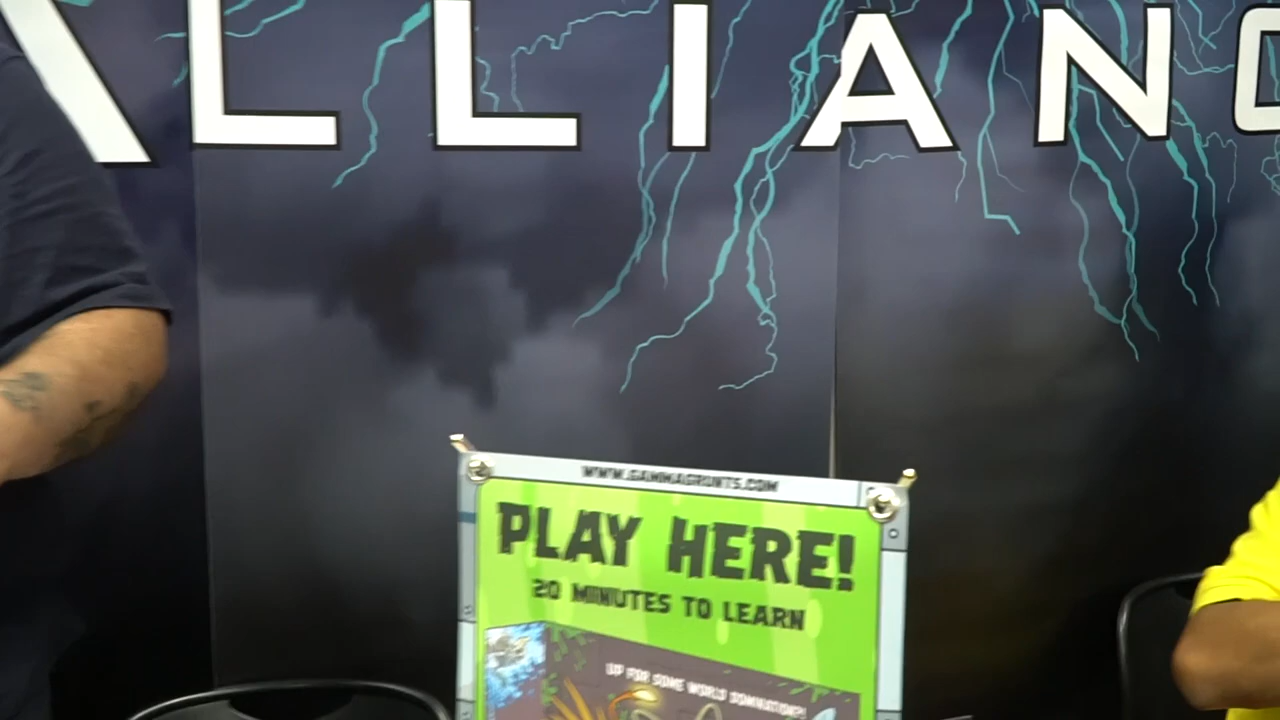 ALLIANC
WWW.GAMMAGRUNTS.COM
PLAY HERE!
20 MINUTES TO LEARN
UP FOR SOME WORLD DOMINATION?!